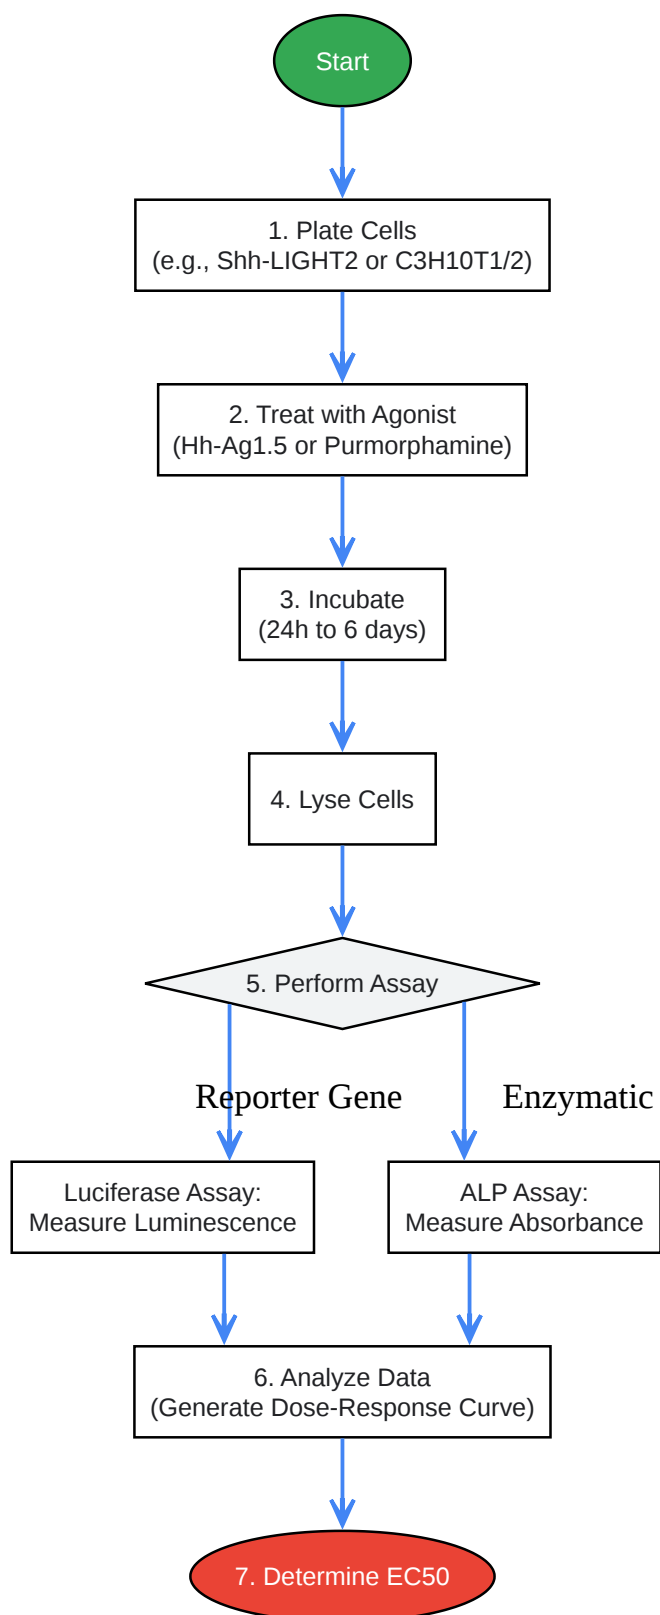 Start
1. Plate Cells
(e.g., Shh-LIGHT2 or C3H10T1/2)
2. Treat with Agonist
(Hh-Ag1.5 or Purmorphamine)
3. Incubate
(24h to 6 days)
4. Lyse Cells
5. Perform Assay
Reporter Gene
Enzymatic
Luciferase Assay:
Measure Luminescence
ALP Assay:
Measure Absorbance
6. Analyze Data
(Generate Dose-Response Curve)
7. Determine EC50